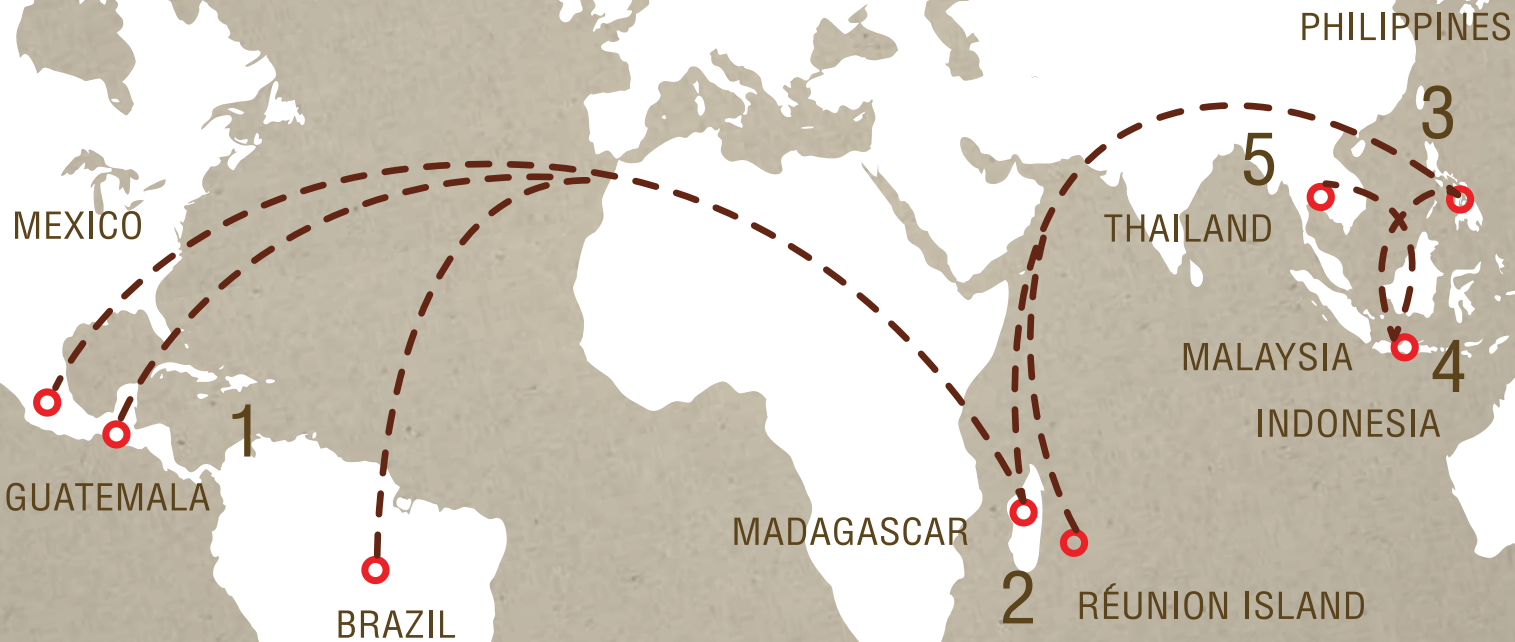 PHILIPPINES
3
5
MEXICO
THAILAND
MALAYSIA
4
1
INDONESIA
GUATEMALA
MADAGASCAR
2
RÉUNION ISLAND
BRAZIL